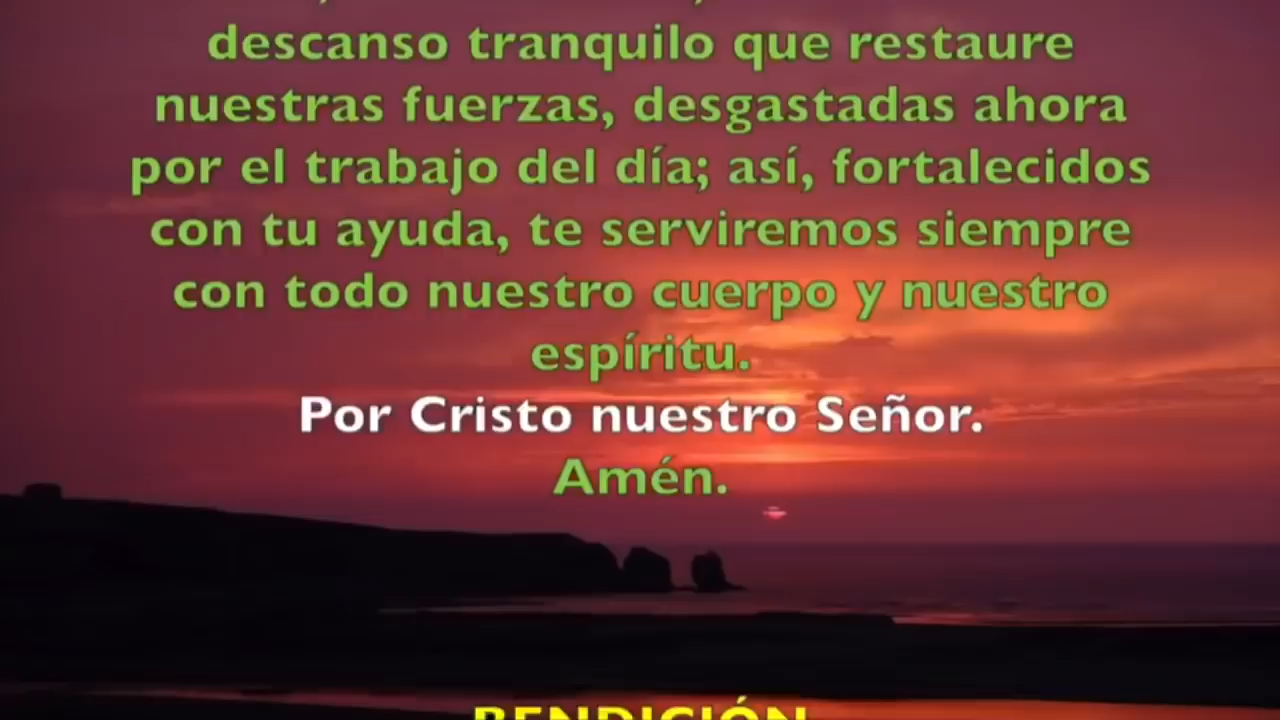 descanso tranquilo que restaure
nuestras fuerzas, desgastadas ahora
por el trabajo del día; así, fortalecidos
con tu ayuda, te serviremos siempre
con todo nuestro cuerpo y nuestro
espíritu.
Por Cristo nuestro Señor.
Amén.
BENDICIÓN